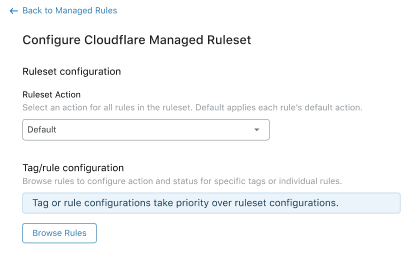 ← Back to Managed Rules
Configure Cloudflare Managed Ruleset
Ruleset configuration
Ruleset Action
Select an action for all rules in the ruleset. Default applies each rule's default action.
Default
Tag/rule configuration
Browse rules to configure action and status for specific tags or individual rules.
Tag or rule configurations take priority over ruleset configurations.
Browse Rules